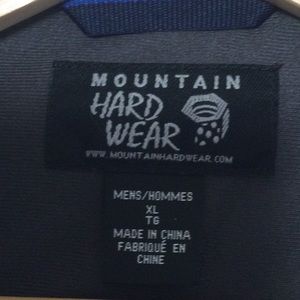 MOUNTAIN
HARD
WEAR
WWW.MOUNTAINHARDWEAR.COM
MENS/HOMMES
XL
TG
MADE IN CHINA
FABRIQUÉ EN
CHINE